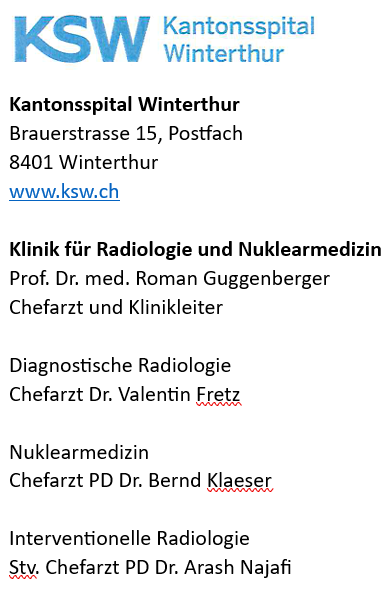 KSW Kantonsspital
Winterthur
Kantonsspital Winterthur
Brauerstrasse 15, Postfach
8401 Winterthur
www.ksw.ch
Klinik für Radiologie und Nuklearmedizin
Prof. Dr. med. Roman Guggenberger
Chefarzt und Klinikleiter
Diagnostische Radiologie
Chefarzt Dr. Valentin Fretz
Nuklearmedizin
Chefarzt PD Dr. Bernd Klaeser
Interventionelle Radiologie
Stv. Chefarzt PD Dr. Arash Najafi